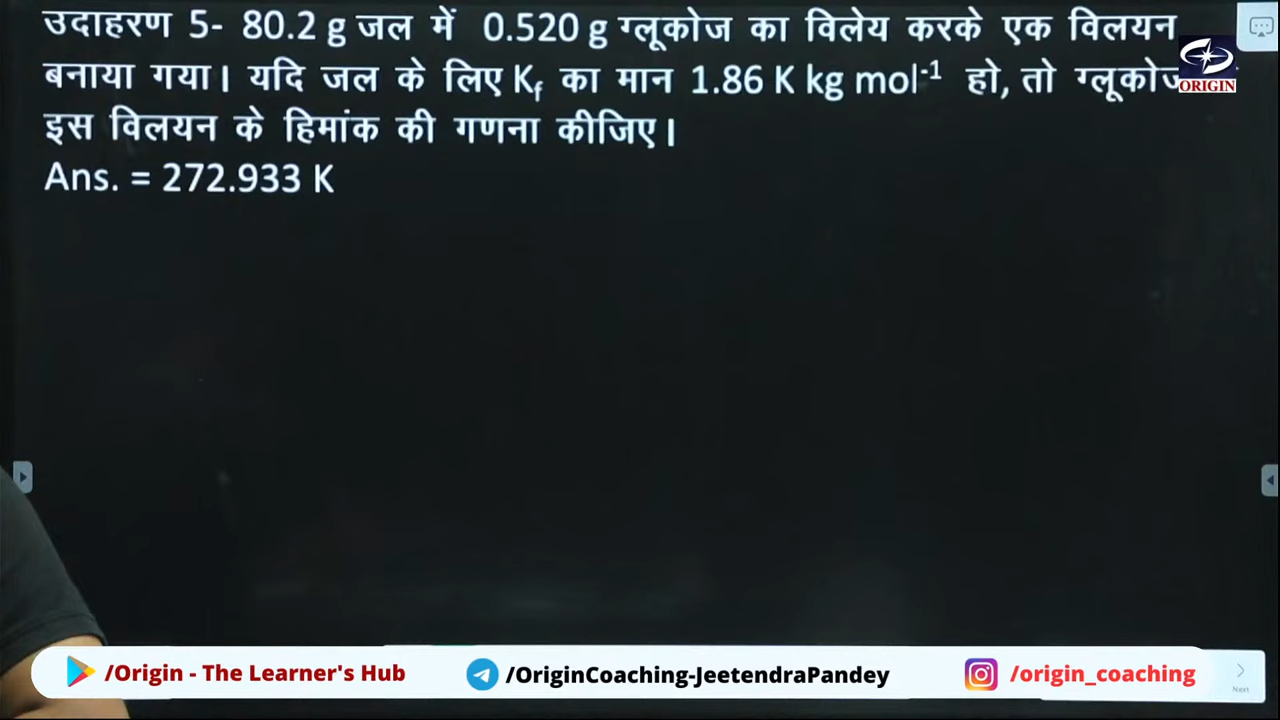 उदाहरण 5- 80.2 g जल में 0.520 g ग्लूकोज का विलेय करके एक विलयन
बनाया गया। यदि जल के लिए Kf का मान 1.86 K kg mol-1 हो, तो ग्लूकोज
इस विलयन के हिमांक की गणना कीजिए।
Ans. = 272.933 K
ORIGIN
Next
/Origin - The Learner's Hub
/OriginCoaching-JeetendraPandey
/origin_coaching